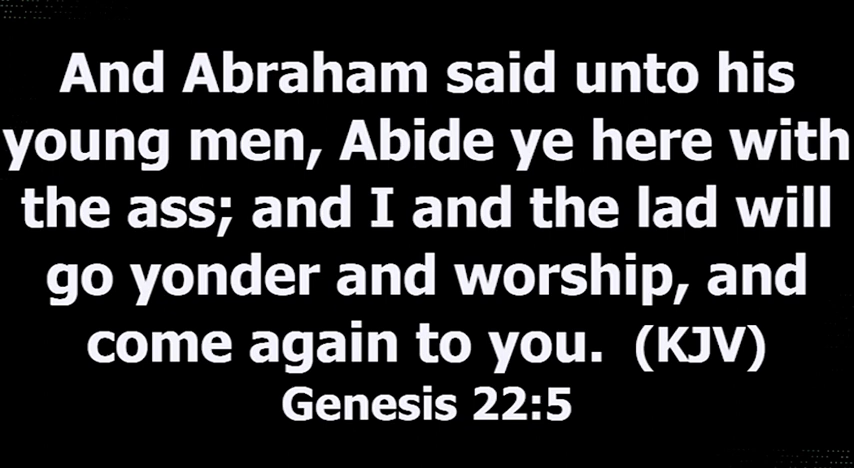 And Abraham said unto his
young men, Abide ye here with
the ass; and I and the lad will
go yonder and worship, and
come again to you.  (KJV)
Genesis 22:5